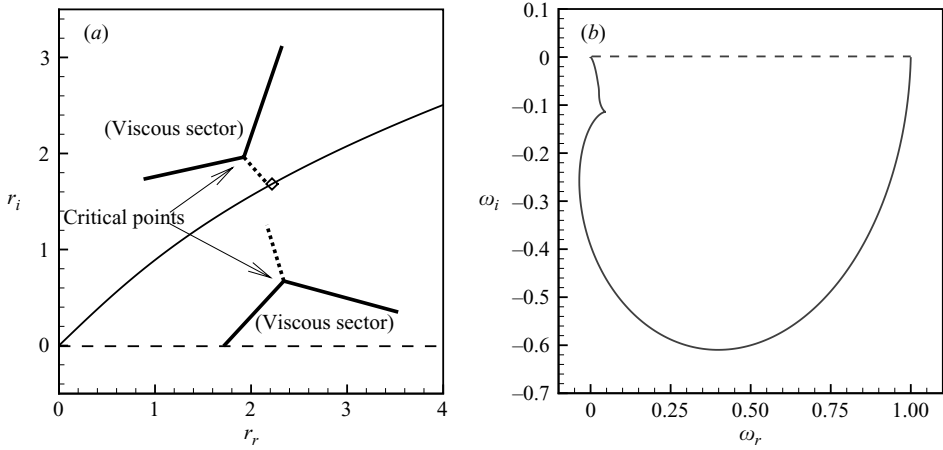 (a)
3
2
1
0
r_i
(Viscous sector)
Critical points
(Viscous sector)
0
1
2
3
4
r_r
(b)
0.1
0
–0.1
–0.2
–0.3
–0.4
–0.5
–0.6
–0.7
ω_i
0
0.25
0.50
0.75
1.00
ω_r